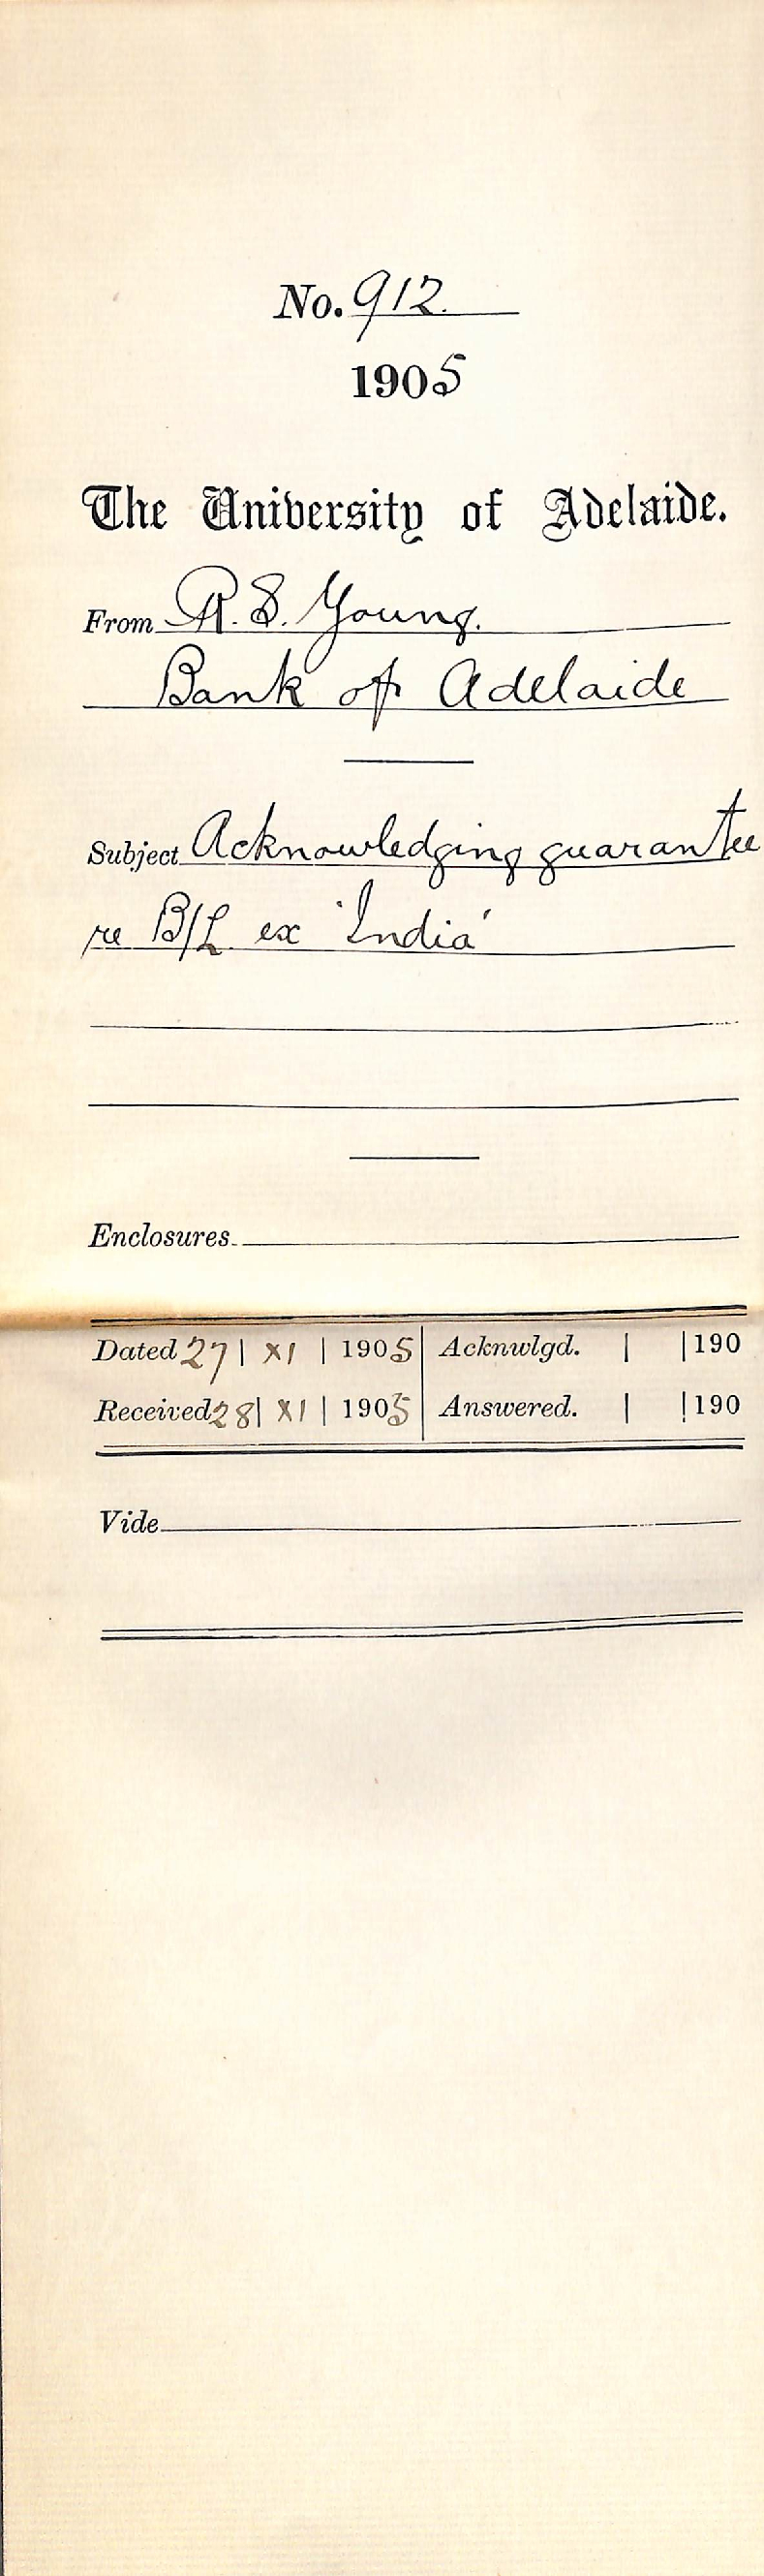 No. 912.
1905
The University of Adelaide.
From R. S. Young.
Bank of Adelaide
Subject Acknowledging guarantee
re B/L ex 'India'
Enclosures
Dated 27 | XI | 1905 | Acknwlgd. | | 190
Received 28 | XI | 1905 | Answered. | | 190
Vide